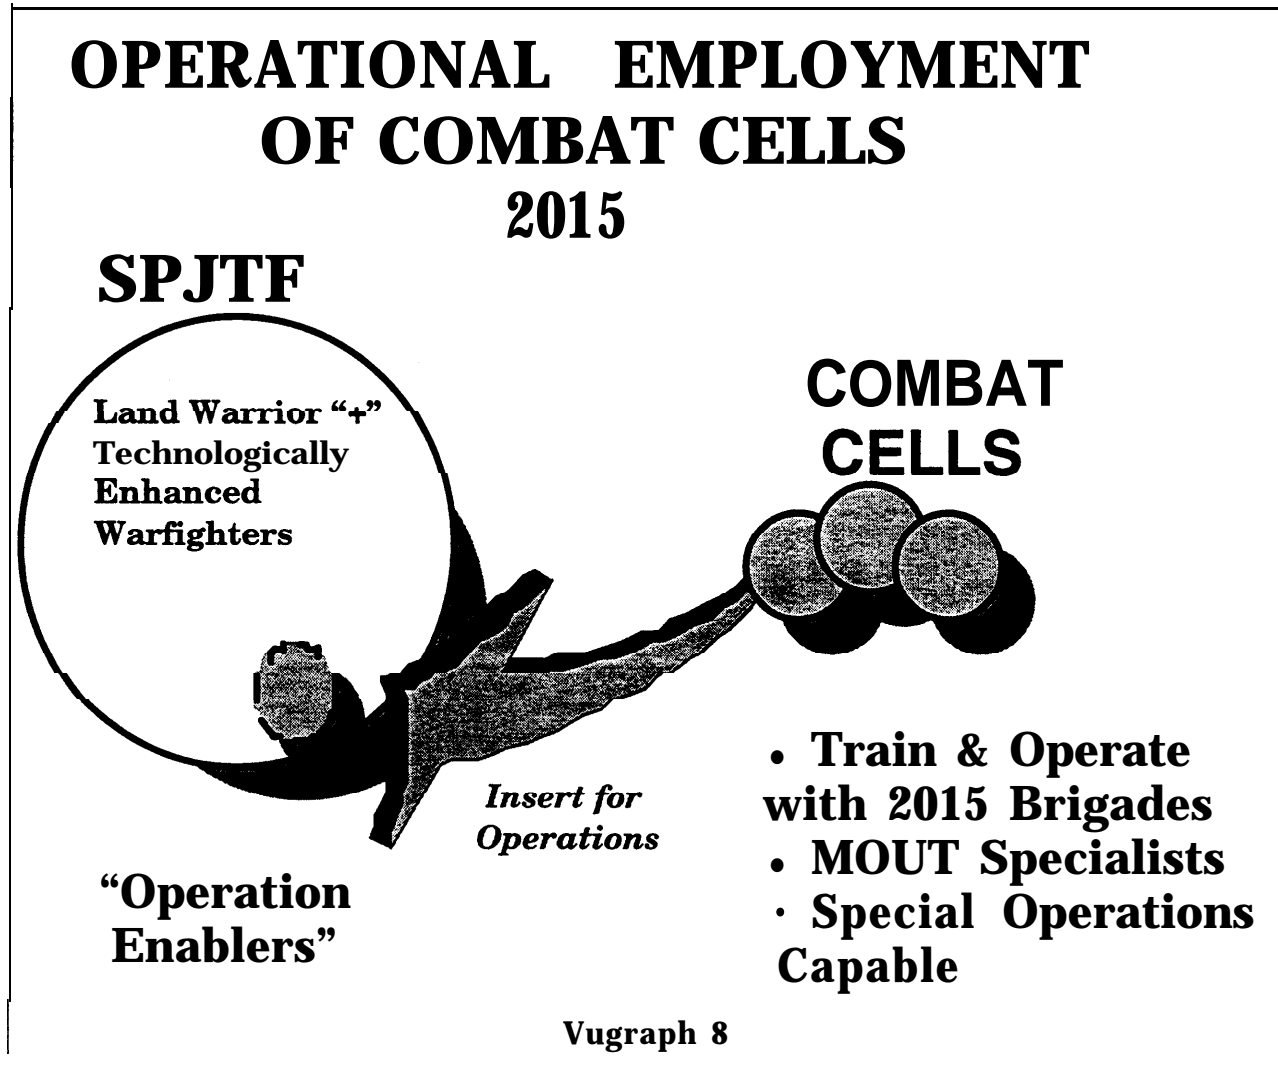 OPERATIONAL EMPLOYMENT
OF COMBAT CELLS
2015
SPJTF
Land Warrior “+”
Technologically
Enhanced
Warfighters
COMBAT
CELLS
Insert for
Operations
“Operation
Enablers”
• Train & Operate
with 2015 Brigades
• MOUT Specialists
· Special Operations
Capable
Vugraph 8